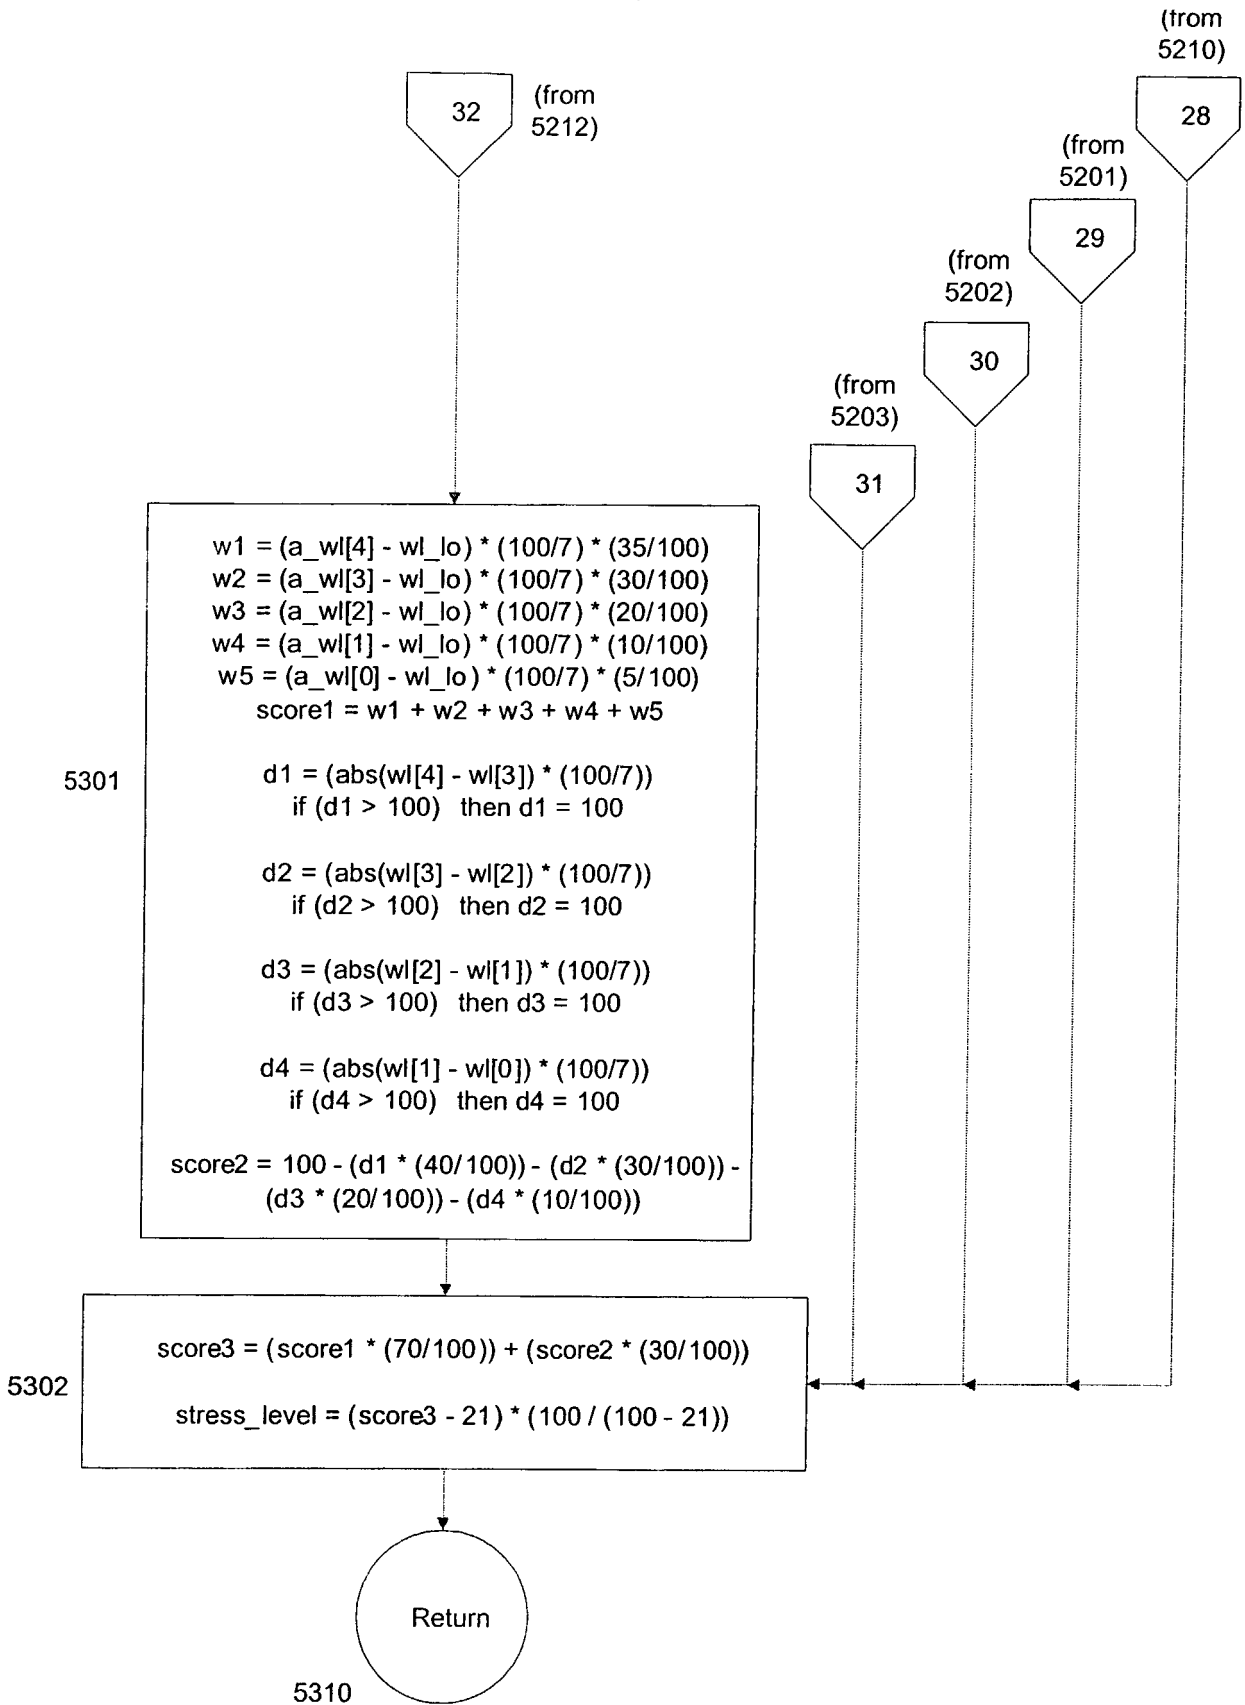 (from
5210)
28
32
(from
5212)
(from
5201)
29
(from
5202)
30
(from
5203)
31
w1 = (a_wl[4] - wl_lo) * (100/7) * (35/100)
w2 = (a_wl[3] - wl_lo) * (100/7) * (30/100)
w3 = (a_wl[2] - wl_lo) * (100/7) * (20/100)
w4 = (a_wl[1] - wl_lo) * (100/7) * (10/100)
w5 = (a_wl[0] - wl_lo) * (100/7) * (5/100)
score1 = w1 + w2 + w3 + w4 + w5
5301
d1 = (abs(wl[4] - wl[3]) * (100/7))
if (d1 > 100) then d1 = 100
d2 = (abs(wl[3] - wl[2]) * (100/7))
if (d2 > 100) then d2 = 100
d3 = (abs(wl[2] - wl[1]) * (100/7))
if (d3 > 100) then d3 = 100
d4 = (abs(wl[1] - wl[0]) * (100/7))
if (d4 > 100) then d4 = 100
score2 = 100 - (d1 * (40/100)) - (d2 * (30/100)) -
(d3 * (20/100)) - (d4 * (10/100))
score3 = (score1 * (70/100)) + (score2 * (30/100))
5302
stress_level = (score3 - 21) * (100 / (100 - 21))
Return
5310